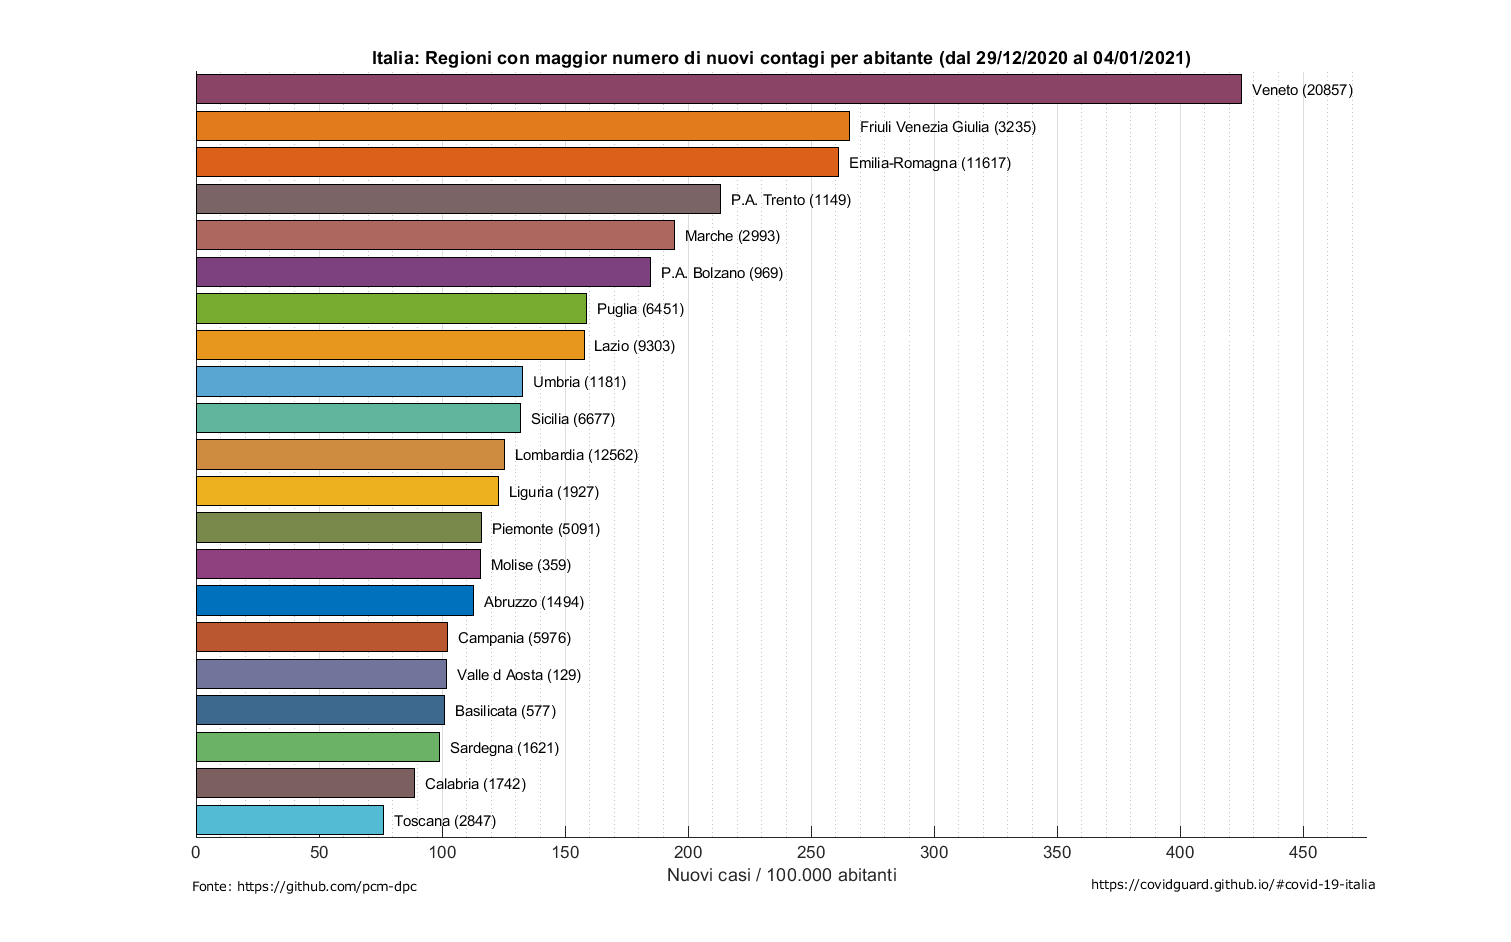 Italia: Regioni con maggior numero di nuovi contagi per abitante (dal 29/12/2020 al 04/01/2021)
Veneto (20857)
Friuli Venezia Giulia (3235)
Emilia-Romagna (11617)
P.A. Trento (1149)
Marche (2993)
P.A. Bolzano (969)
Puglia (6451)
Lazio (9303)
Umbria (1181)
Sicilia (6677)
Lombardia (12562)
Liguria (1927)
Piemonte (5091)
Molise (359)
Abruzzo (1494)
Campania (5976)
Valle d Aosta (129)
Basilicata (577)
Sardegna (1621)
Calabria (1742)
Toscana (2847)
0 50 100 150 200 250 300 350 400 450
Nuovi casi / 100.000 abitanti
Fonte: https://github.com/pcm-dpc
https://covidguard.github.io/#covid-19-italia